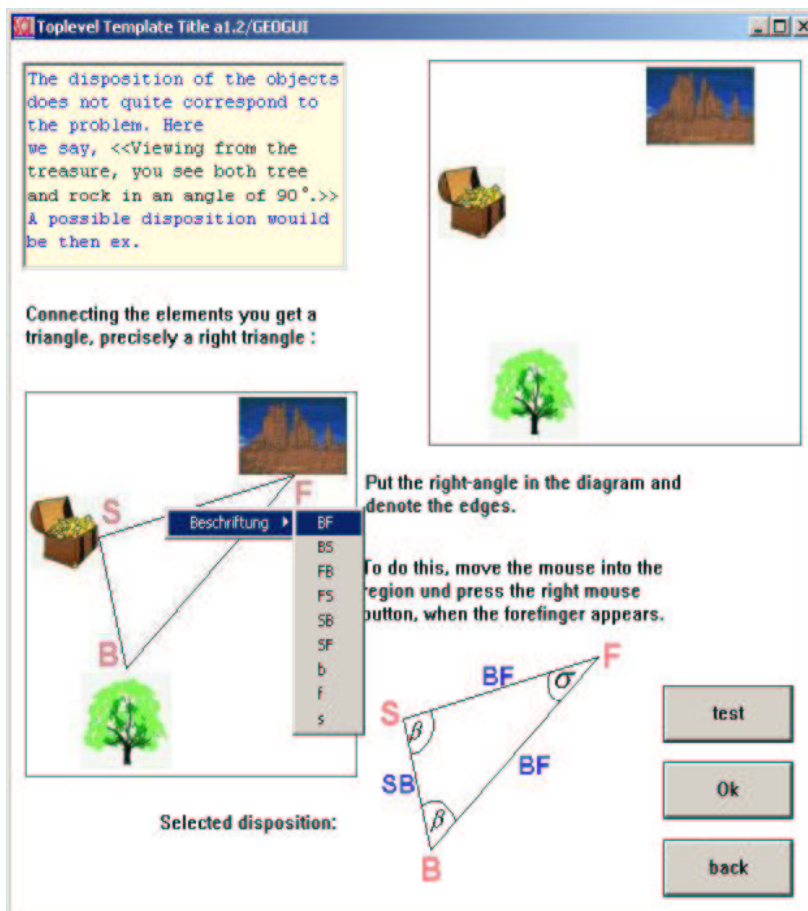 Toplevel Template Title a1.2/GEOGUI
The disposition of the objects
does not quite correspond to
the problem. Here
we say, <<Viewing from the
treasure, you see both tree
and rock in an angle of 90°.>>
A possible disposition wouild
be then ex.
Connecting the elements you get a
triangle, precisely a right triangle :
S
F
B
Beschriftung
BF
BS
FB
FS
SB
SF
b
f
s
Put the right-angle in the diagram and
denote the edges.
To do this, move the mouse into the
region und press the right mouse
button, when the forefinger appears.
Selected disposition:
F
BF
σ
S
β
SB
BF
β
B
test
Ok
back